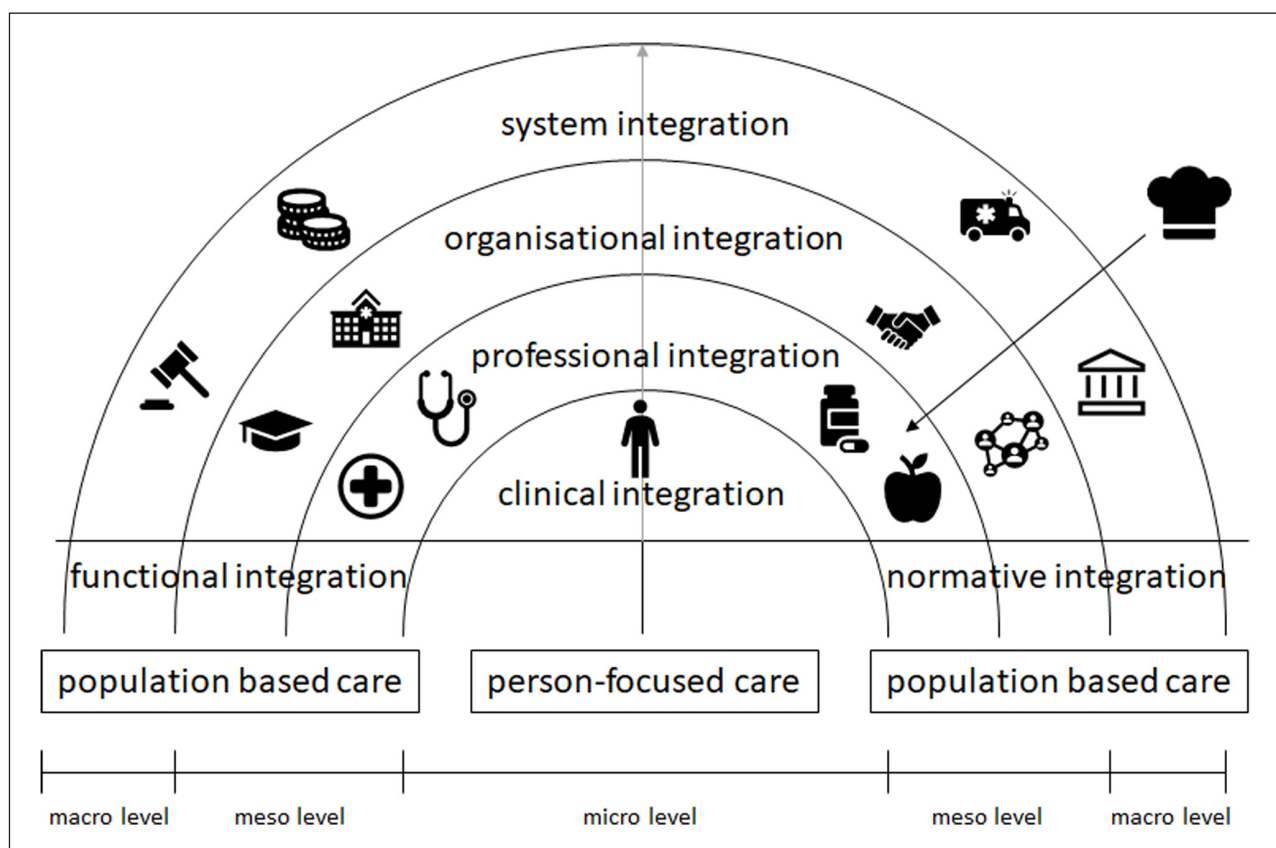 system integration
organisational integration
professional integration
clinical integration
functional integration
normative integration
population based care
person-focused care
population based care
macro level
meso level
micro level
meso level
macro level